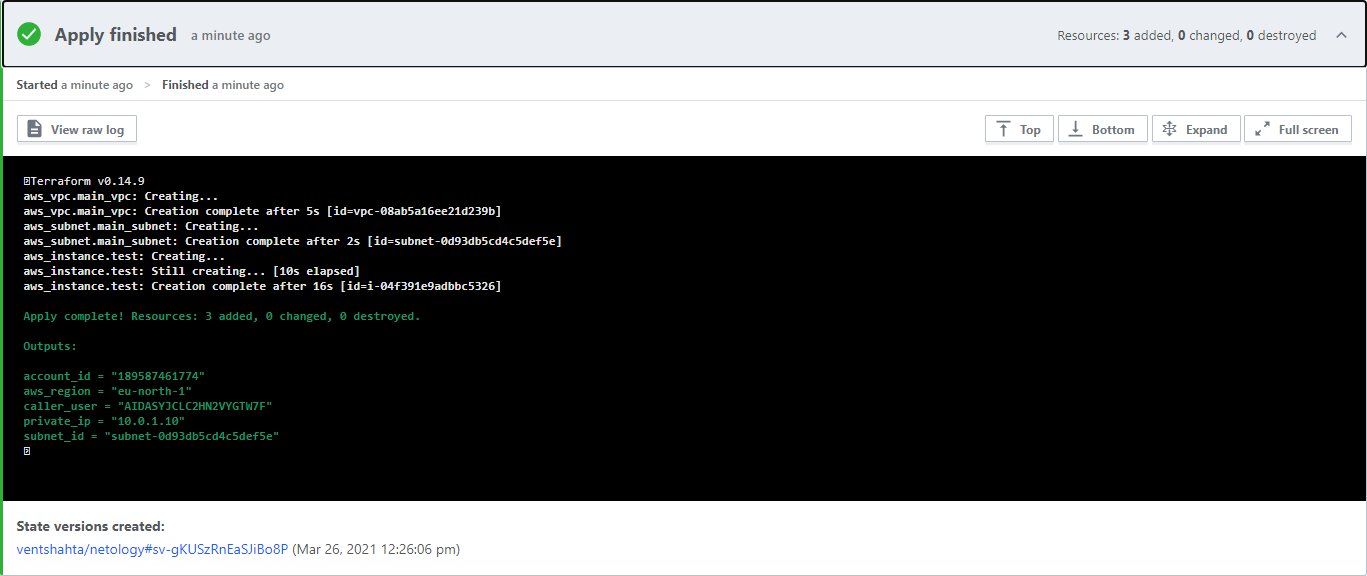 Apply finished a minute ago Resources: 3 added, 0 changed, 0 destroyed
Started a minute ago > Finished a minute ago
View raw log Top Bottom Expand Full screen
Terraform v0.14.9
aws_vpc.main_vpc: Creating...
aws_vpc.main_vpc: Creation complete after 5s [id=vpc-08ab5a16ee21d239b]
aws_subnet.main_subnet: Creating...
aws_subnet.main_subnet: Creation complete after 2s [id=subnet-0d93db5cd4c5def5e]
aws_instance.test: Creating...
aws_instance.test: Still creating... [10s elapsed]
aws_instance.test: Creation complete after 16s [id=i-04f391e9adbbc5326]
Apply complete! Resources: 3 added, 0 changed, 0 destroyed.
Outputs:
account_id = "189587461774"
aws_region = "eu-north-1"
caller_user = "AIDASYJCLC2HN2VYGTW7F"
private_ip = "10.0.1.10"
subnet_id = "subnet-0d93db5cd4c5def5e"
State versions created:
ventshahta/netology#sv-gKUSzRnEaSJiBo8P (Mar 26, 2021 12:26:06 pm)